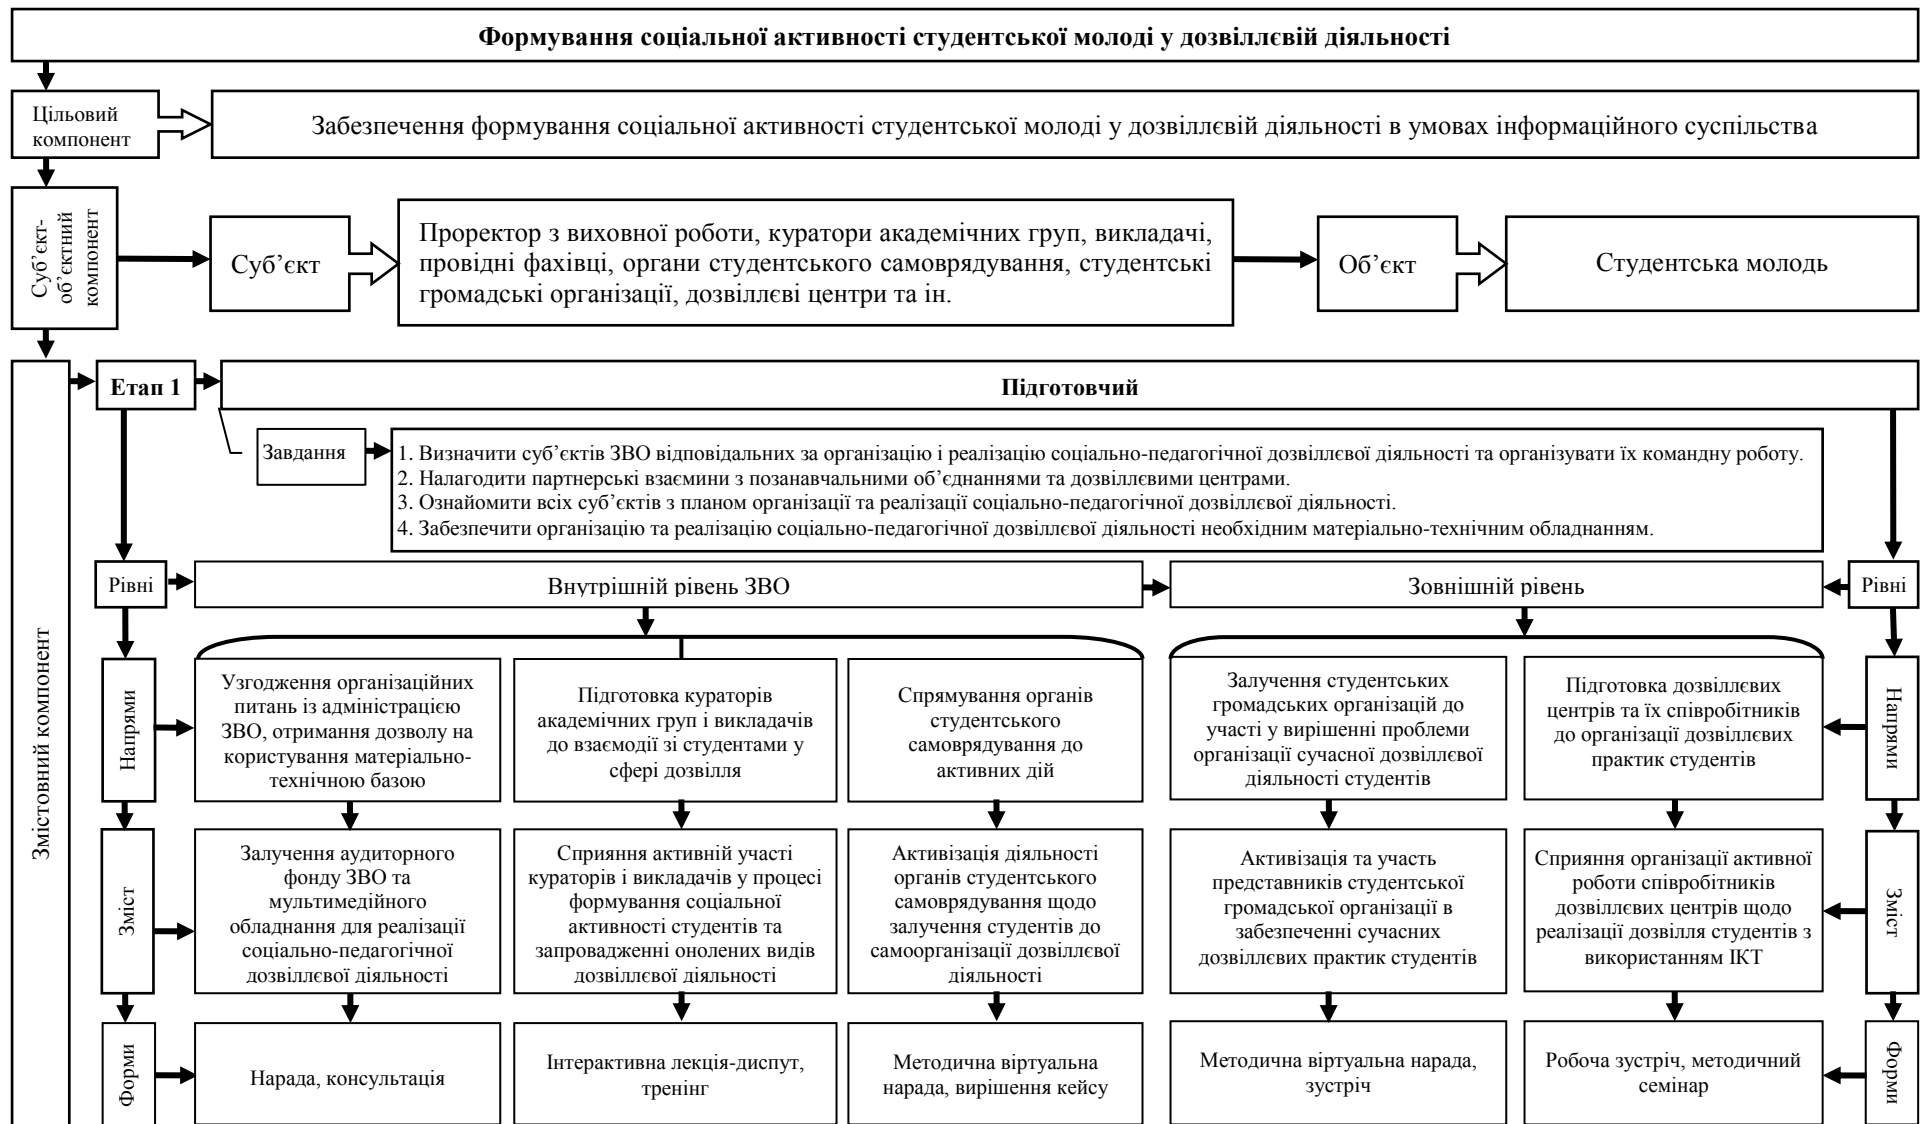 Формування соціальної активності студентської молоді у дозвіллєвій діяльності
Цільовий
компонент
Забезпечення формування соціальної активності студентської молоді у дозвіллєвій діяльності в умовах інформаційного суспільства
Суб’єкт-
об’єктний
компонент
Суб’єкт
Проректор з виховної роботи, куратори академічних груп, викладачі,
провідні фахівці, органи студентського самоврядування, студентські
громадські організації, дозвіллєві центри та ін.
Об’єкт
Студентська молодь
Змістовний компонент
Етап 1
Підготовчий
Завдання
1. Визначити суб’єктів ЗВО відповідальних за організацію і реалізацію соціально-педагогічної дозвіллєвої діяльності та організувати їх командну роботу.
2. Налагодити партнерські взаємини з позанавчальними об’єднаннями та дозвіллєвими центрами.
3. Ознайомити всіх суб’єктів з планом організації та реалізації соціально-педагогічної дозвіллєвої діяльності.
4. Забезпечити організацію та реалізацію соціально-педагогічної дозвіллєвої діяльності необхідним матеріально-технічним обладнанням.
Рівні
Внутрішній рівень ЗВО
Зовнішній рівень
Рівні
Напрями
Узгодження організаційних
питань із адміністрацією
ЗВО, отримання дозволу на
користування матеріально-
технічною базою
Підготовка кураторів
академічних груп і викладачів
до взаємодії зі студентами у
сфері дозвілля
Спрямування органів
студентського
самоврядування до
активних дій
Залучення студентських
громадських організацій до
участі у вирішенні проблеми
організації сучасної дозвіллєвої
діяльності студентів
Підготовка дозвіллєвих
центрів та їх співробітників
до організації дозвіллєвих
практик студентів
Напрями
Зміст
Залучення аудиторного
фонду ЗВО та
мультимедійного
обладнання для реалізації
соціально-педагогічної
дозвіллєвої діяльності
Сприяння активній участі
кураторів і викладачів у процесі
формування соціальної
активності студентів та
запровадженні онолених видів
дозвіллєвої діяльності
Активізація діяльності
органів студентського
самоврядування щодо
залучення студентів до
самоорганізації дозвіллєвої
діяльності
Активізація та участь
представників студентської
громадської організації в
забезпеченні сучасних
дозвіллєвих практик студентів
Сприяння організації активної
роботи співробітників
дозвіллєвих центрів щодо
реалізації дозвілля студентів з
використанням ІКТ
Зміст
Форми
Нарада, консультація
Інтерактивна лекція-диспут,
тренінг
Методична віртуальна
нарада, вирішення кейсу
Методична віртуальна нарада,
зустріч
Робоча зустріч, методичний
семінар
Форми